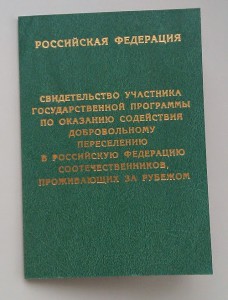 РОССИЙСКАЯ ФЕДЕРАЦИЯ
СВИДЕТЕЛЬСТВО УЧАСТНИКА
ГОСУДАРСТВЕННОЙ ПРОГРАММЫ
ПО ОКАЗАНИЮ СОДЕЙСТВИЯ
ДОБРОВОЛЬНОМУ
ПЕРЕСЕЛЕНИЮ
В РОССИЙСКУЮ ФЕДЕРАЦИЮ
СООТЕЧЕСТВЕННИКОВ,
ПРОЖИВАЮЩИХ ЗА РУБЕЖОМ